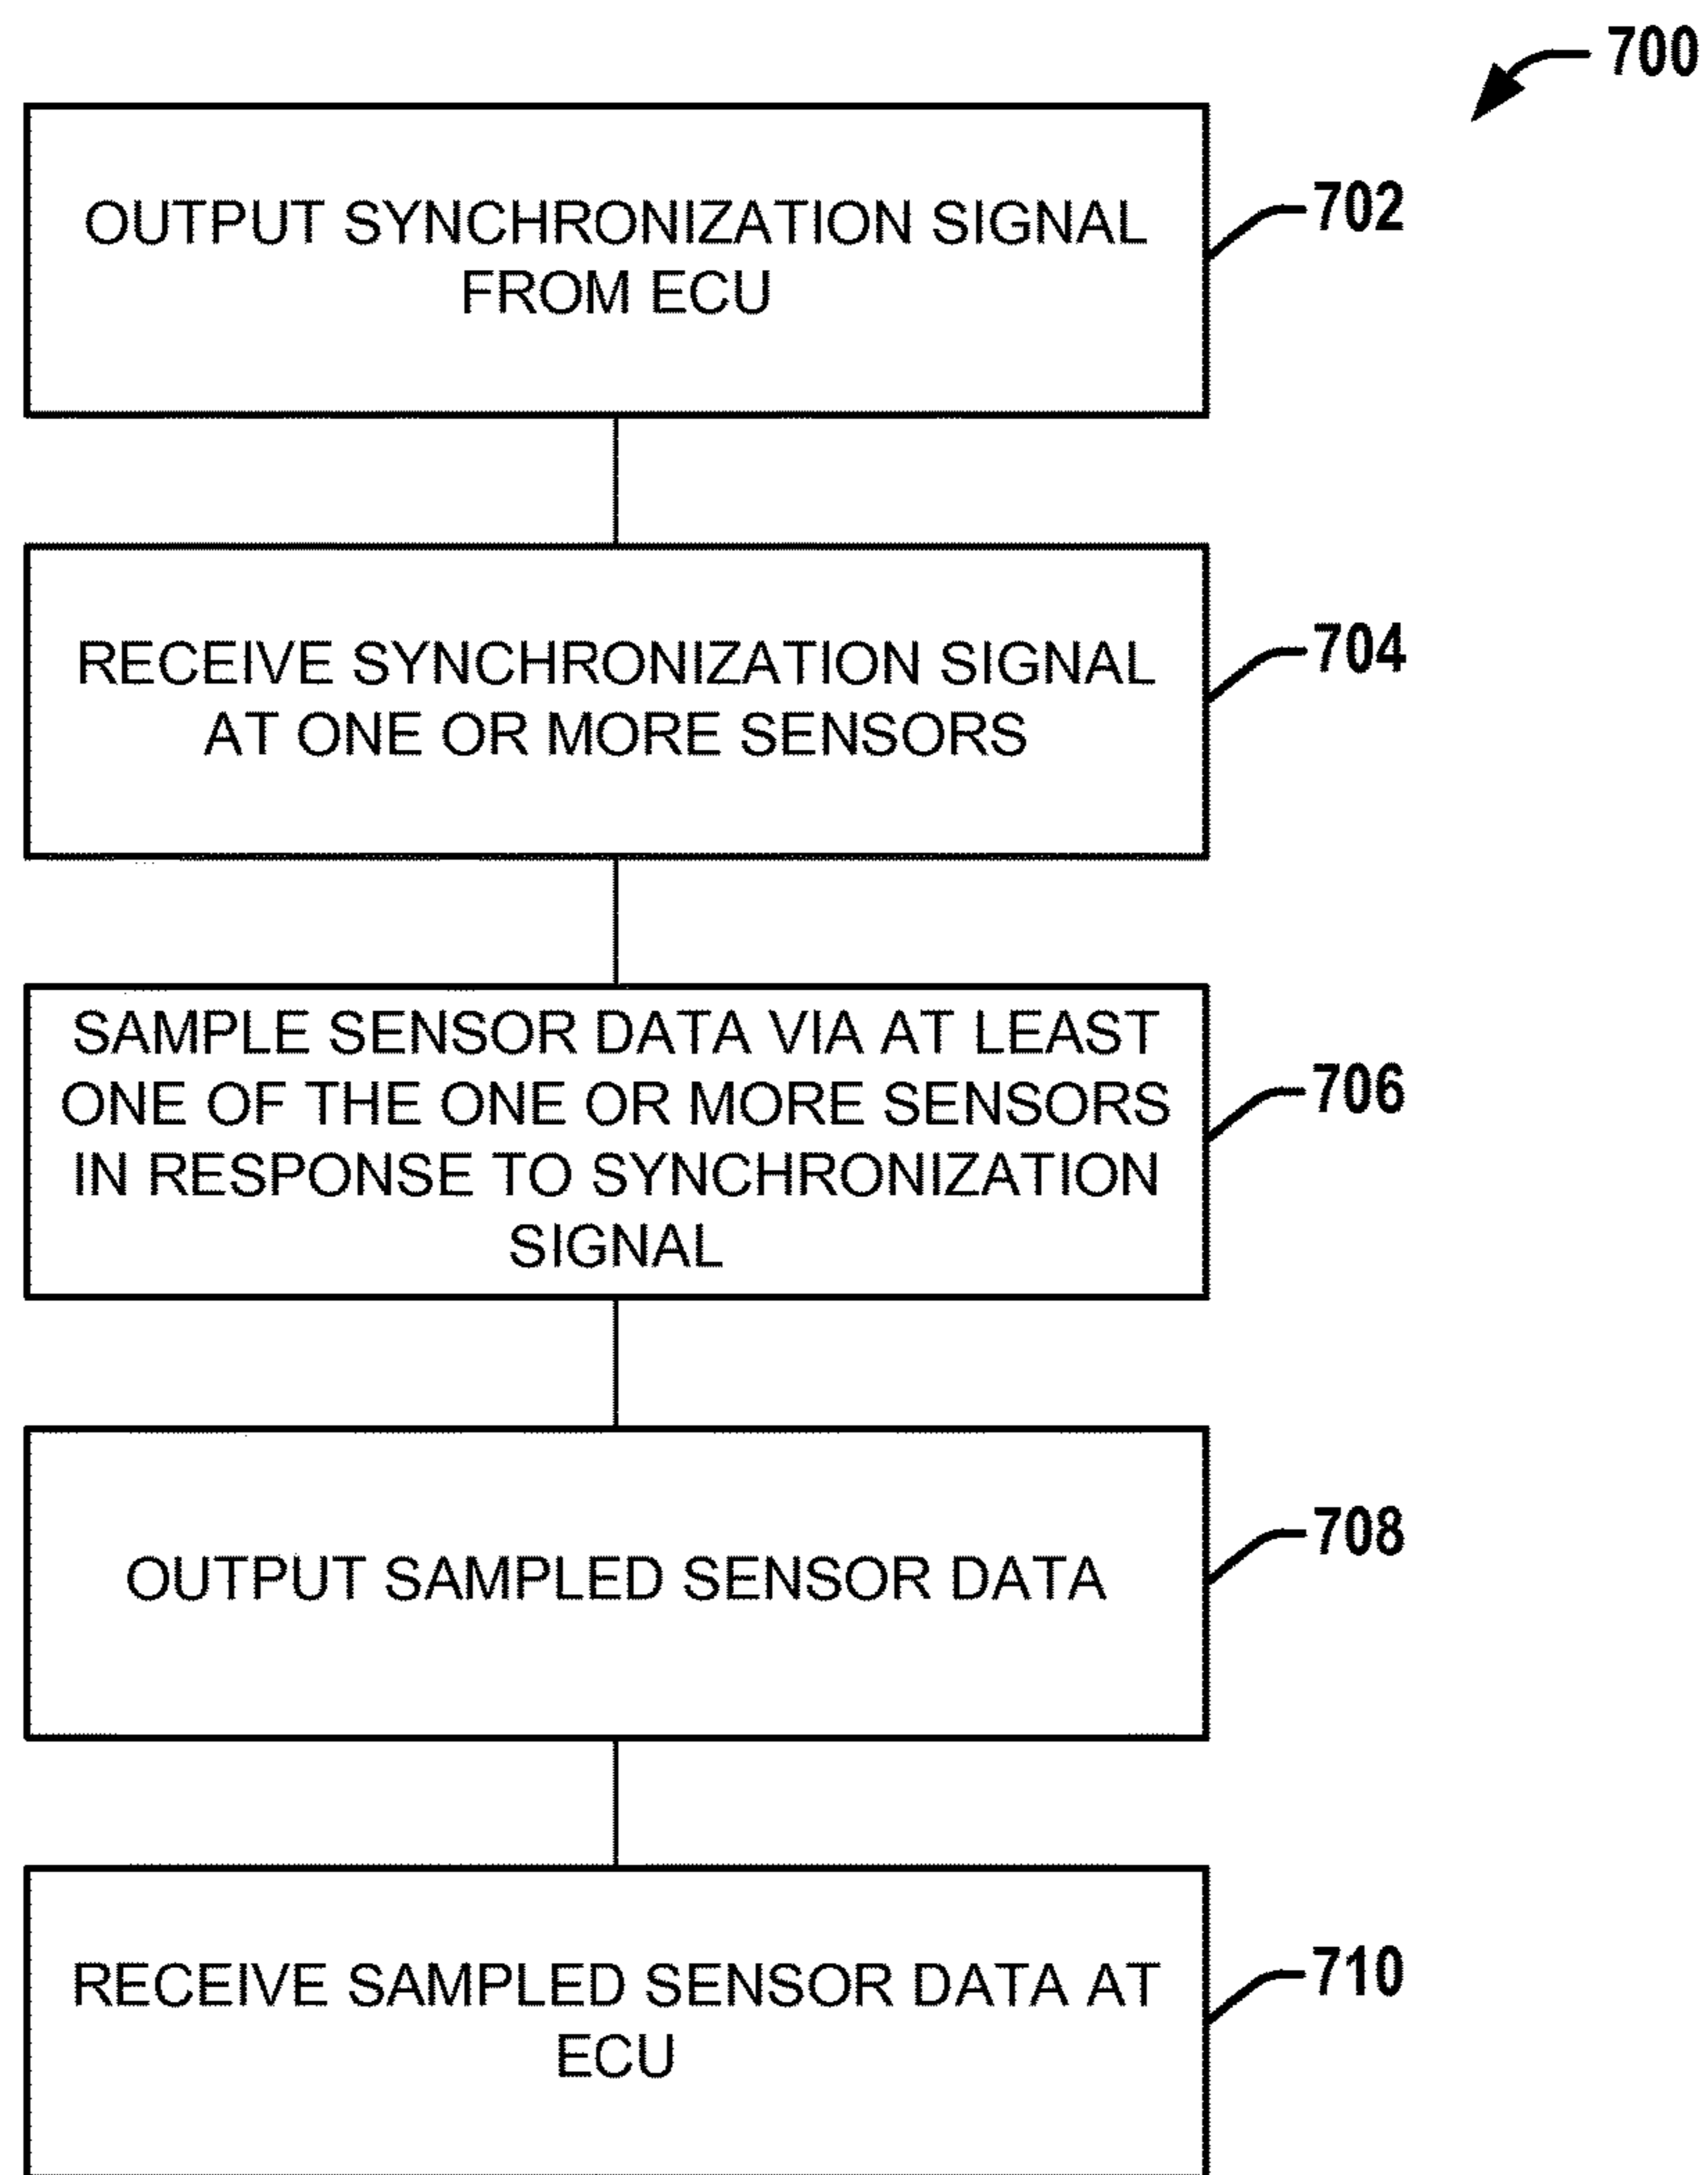 700
OUTPUT SYNCHRONIZATION SIGNAL
FROM ECU
702
RECEIVE SYNCHRONIZATION SIGNAL
AT ONE OR MORE SENSORS
704
SAMPLE SENSOR DATA VIA AT LEAST
ONE OF THE ONE OR MORE SENSORS
IN RESPONSE TO SYNCHRONIZATION
SIGNAL
706
OUTPUT SAMPLED SENSOR DATA
708
RECEIVE SAMPLED SENSOR DATA AT
ECU
710